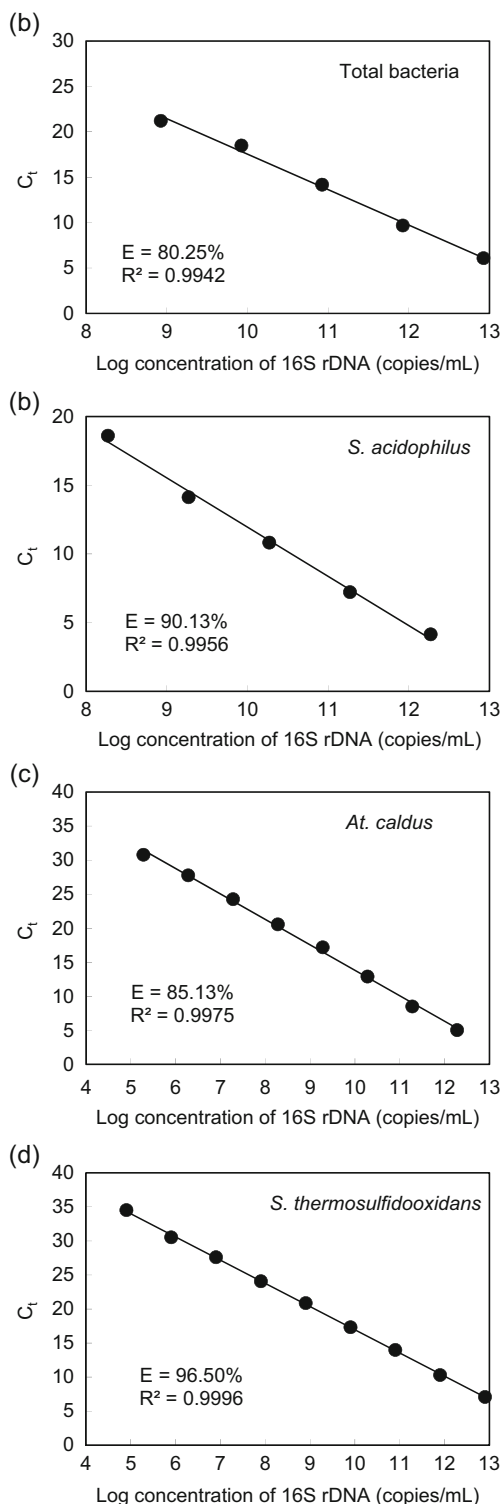 (b)
30
25
20
15
10
5
0
C_t
Total bacteria
E = 80.25%
R² = 0.9942
8 9 10 11 12 13
Log concentration of 16S rDNA (copies/mL)
(b)
20
15
10
5
0
C_t
S. acidophilus
E = 90.13%
R² = 0.9956
8 9 10 11 12 13
Log concentration of 16S rDNA (copies/mL)
(c)
40
35
30
25
20
15
10
5
0
C_t
At. caldus
E = 85.13%
R² = 0.9975
4 5 6 7 8 9 10 11 12 13
Log concentration of 16S rDNA (copies/mL)
(d)
40
35
30
25
20
15
10
5
0
C_t
S. thermosulfidooxidans
E = 96.50%
R² = 0.9996
4 5 6 7 8 9 10 11 12 13
Log concentration of 16S rDNA (copies/mL)